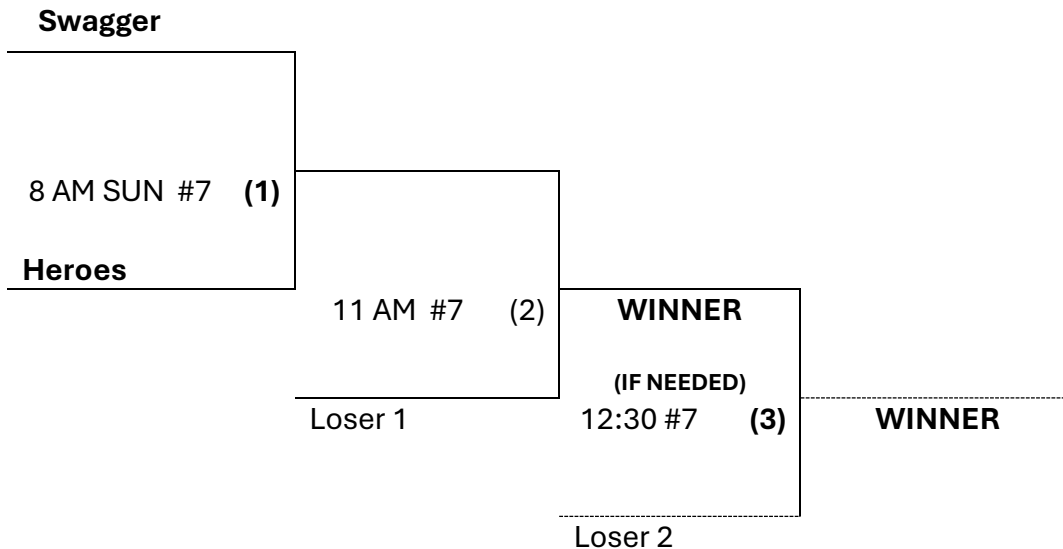 Swagger
8 AM SUN #7 (1)
Heroes
11 AM #7 (2)
WINNER
(IF NEEDED)
Loser 1
12:30 #7 (3)
WINNER
Loser 2